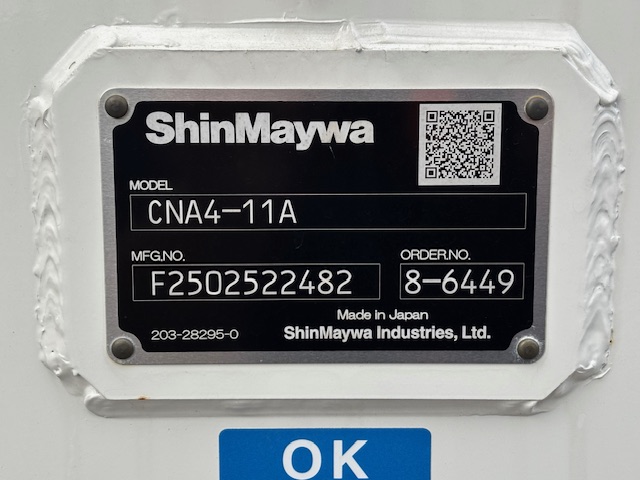 ShinMaywa
MODEL
CNA4-11A
MFG.NO. ORDER.NO.
F2502522482 8-6449
Made in Japan
203-28295-0 ShinMaywa Industries, Ltd.
OK